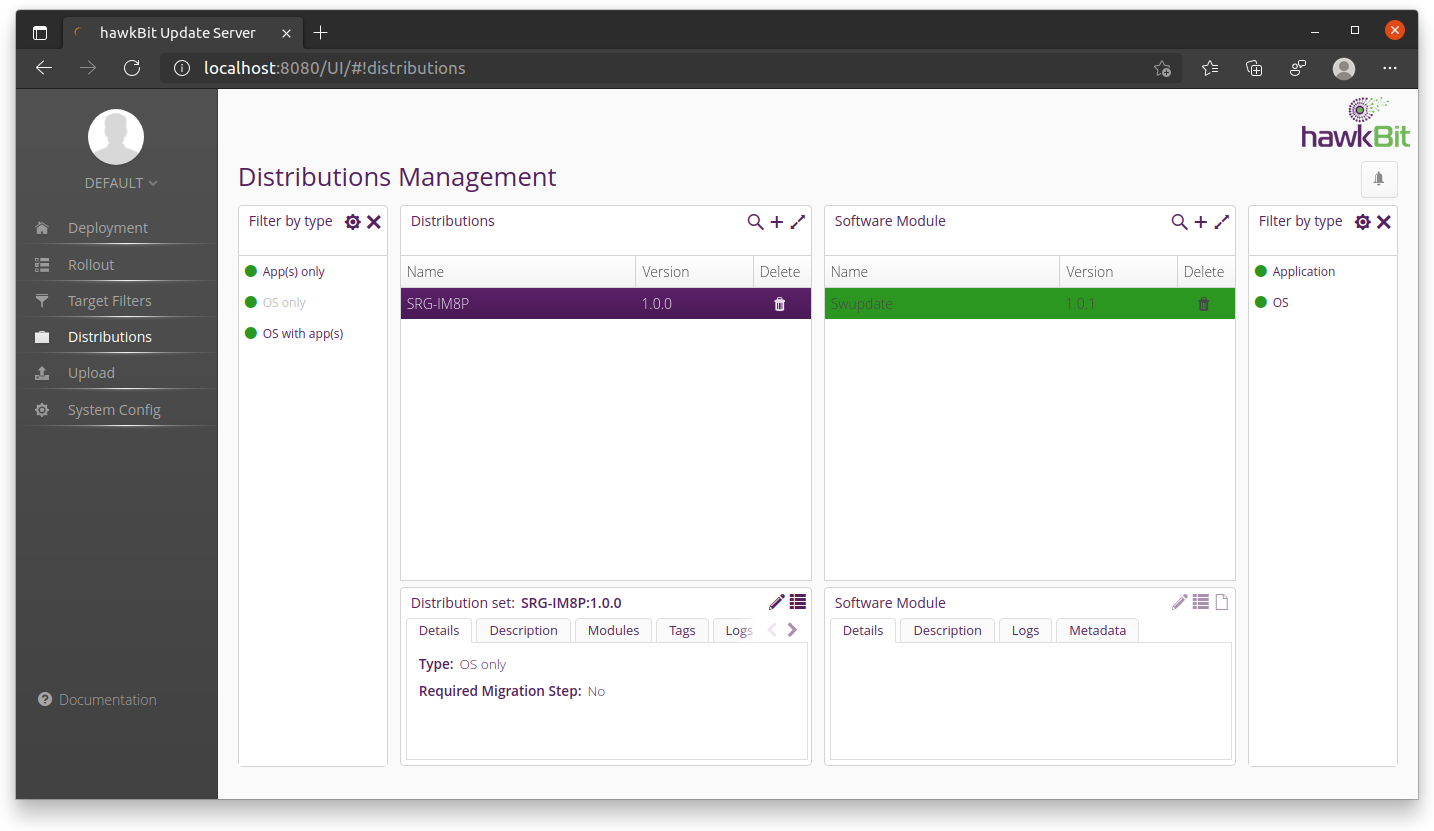 hawkBit Update Server
localhost:8080/UI/#!distributions
hawkBit
DEFAULT
Deployment
Rollout
Target Filters
Distributions
Upload
System Config
Documentation
Distributions Management
Filter by type
App(s) only
OS only
OS with app(s)
Distributions
Name Version Delete
SRG-IM8P 1.0.0
Distribution set: SRG-IM8P:1.0.0
Details Description Modules Tags Logs
Type: OS only
Required Migration Step: No
Software Module
Name Version Delete
Swupdate 1.0.1
Software Module
Details Description Logs Metadata
Filter by type
Application
OS